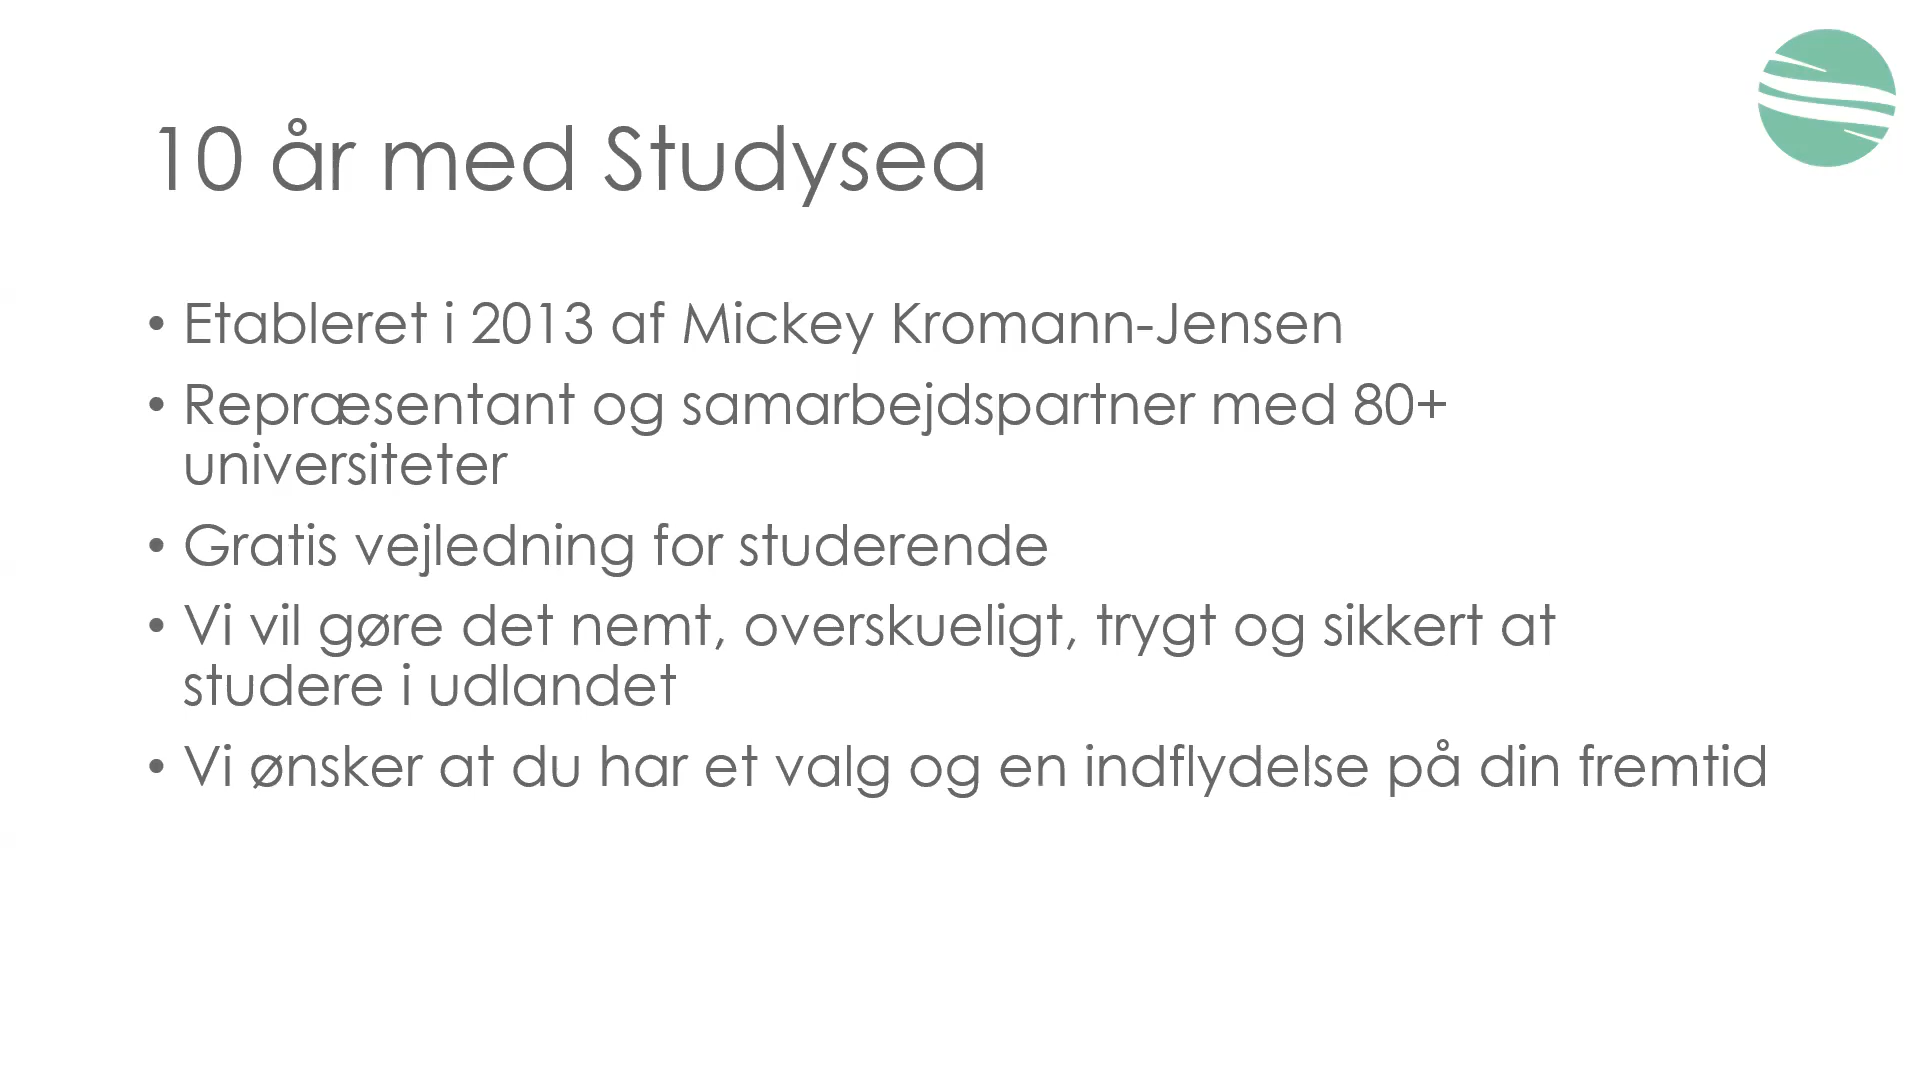 10 år med Studysea
• Etableret i 2013 af Mickey Kromann-Jensen
• Repræsentant og samarbejdspartner med 80+
universiteter
• Gratis vejledning for studerende
• Vi vil gøre det nemt, overskueligt, trygt og sikkert at
studere i udlandet
• Vi ønsker at du har et valg og en indflydelse på din fremtid